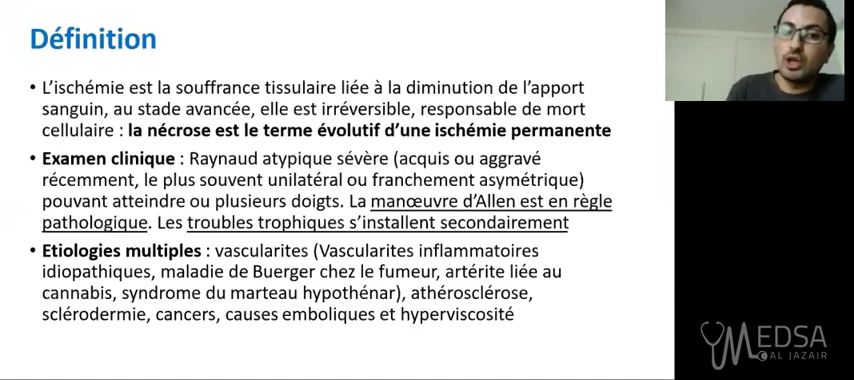 Définition
• L'ischémie est la souffrance tissulaire liée à la diminution de l'apport
sanguin, au stade avancée, elle est irréversible, responsable de mort
cellulaire : la nécrose est le terme évolutif d'une ischémie permanente
• Examen clinique : Raynaud atypique sévère (acquis ou aggravé
récemment, le plus souvent unilatéral ou franchement asymétrique)
pouvant atteindre ou plusieurs doigts. La manœuvre d'Allen est en règle
pathologique. Les troubles trophiques s'installent secondairement
• Etiologies multiples : vascularites (Vascularites inflammatoires
idiopathiques, maladie de Buerger chez le fumeur, artérite liée au
cannabis, syndrome du marteau hypothénar), athérosclérose,
sclérodermie, cancers, causes emboliques et hyperviscosité
MEDSA
AL JAZAIR